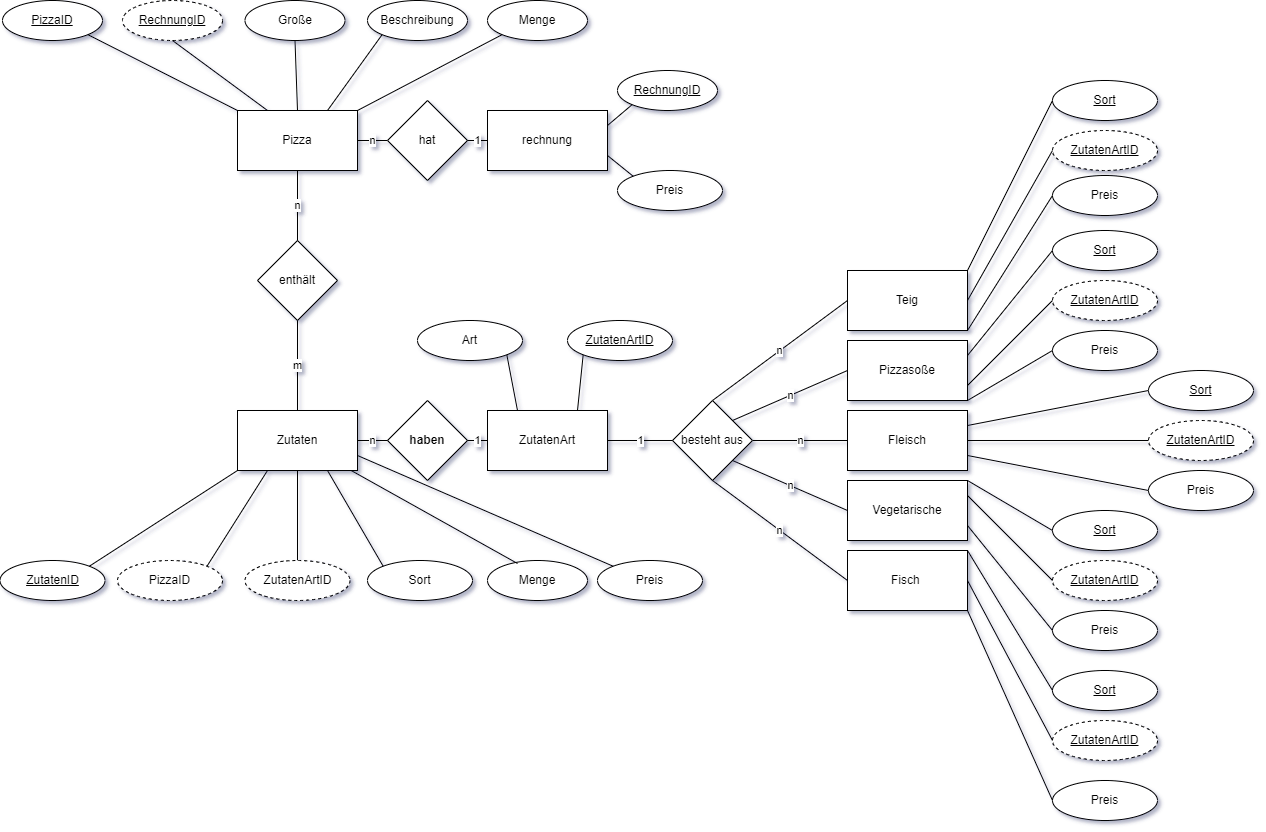 PizzaID
RechnungID
Große
Beschreibung
Menge
Pizza
n
hat
1
rechnung
RechnungID
Preis
n
enthält
m
Zutaten
n
haben
1
ZutatenArt
Art
ZutatenArtID
1
besteht aus
n
n
n
n
n
ZutatenID
PizzaID
ZutatenArtID
Sort
Menge
Preis
Teig
Sort
ZutatenArtID
Preis
Pizzasoße
Sort
ZutatenArtID
Preis
Fleisch
Sort
ZutatenArtID
Preis
Vegetarische
Sort
ZutatenArtID
Preis
Fisch
Sort
ZutatenArtID
Preis